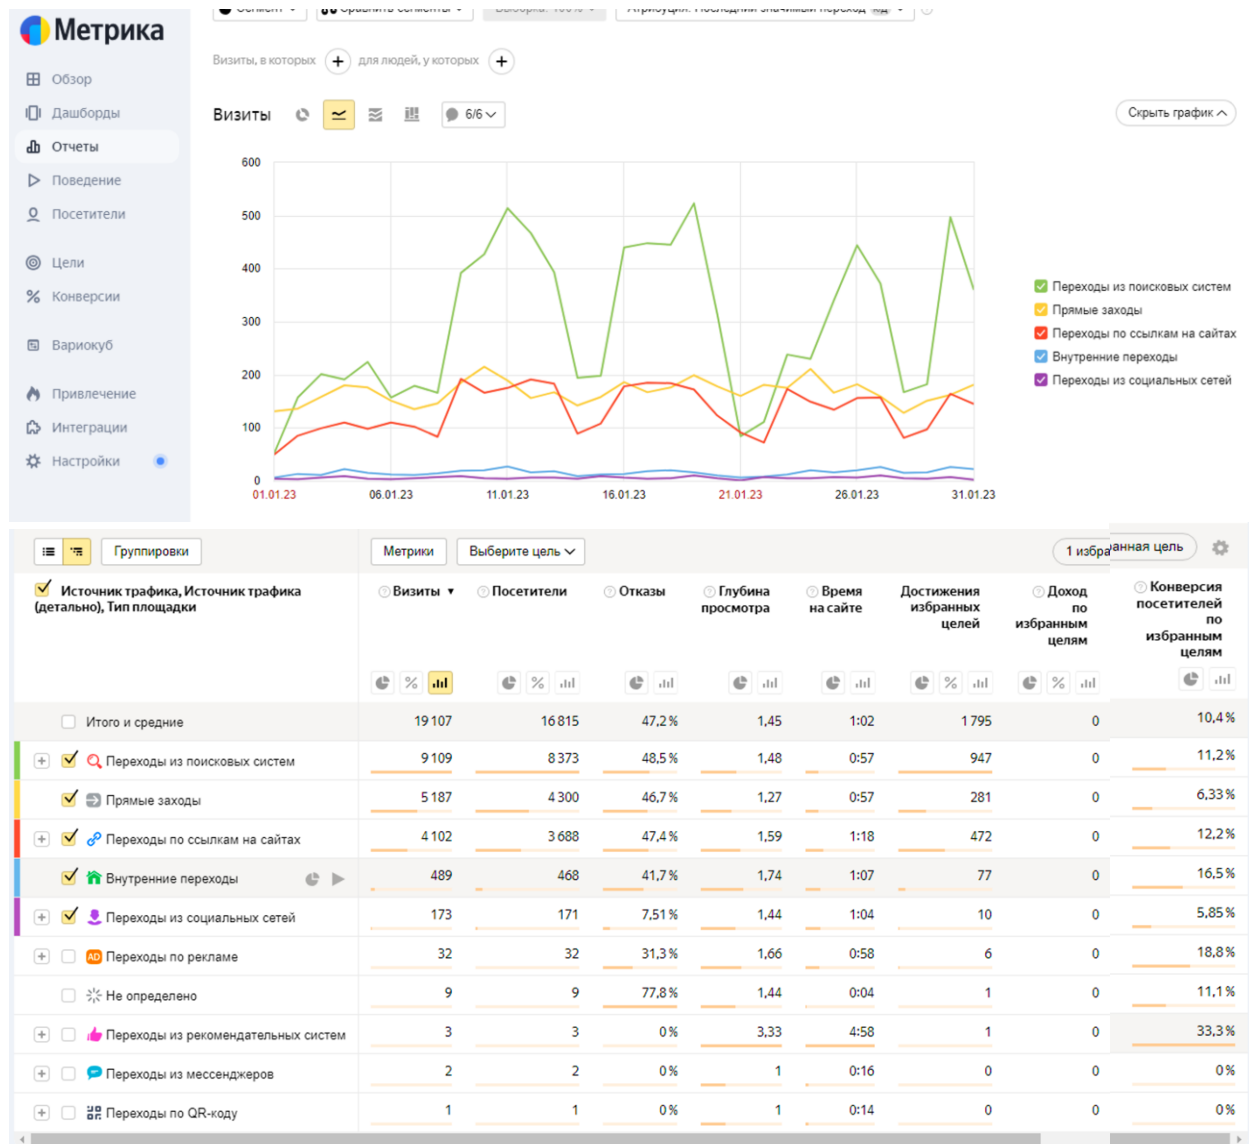 Метрика
Сегмент
Сравнить сегменты
Выборка: 100%
Атрибуция: Последний значимый переход
Визиты, в которых + для людей, у которых +
Обзор
Дашборды
Отчеты
Поведение
Посетители
Цели
Конверсии
Вариокуб
Привлечение
Интеграции
Настройки
Визиты 6/6 Скрыть график
600
500
400
300
200
100
0
01.01.23 06.01.23 11.01.23 16.01.23 21.01.23 26.01.23 31.01.23
Переходы из поисковых систем
Прямые заходы
Переходы по ссылкам на сайтах
Внутренние переходы
Переходы из социальных сетей
Группировки Метрики Выберите цель 1 избра анная цель
Источник трафика, Источник трафика (детально), Тип площадки
Визиты ▼
Посетители
Отказы
Глубина просмотра
Время на сайте
Достижения избранных целей
Доход по избранным целям
Конверсия посетителей по избранным целям
Итого и средние 19 107 16 815 47,2 % 1,45 1:02 1 795 0 10,4 %
Переходы из поисковых систем 9 109 8 373 48,5 % 1,48 0:57 947 0 11,2 %
Прямые заходы 5 187 4 300 46,7 % 1,27 0:57 281 0 6,33 %
Переходы по ссылкам на сайтах 4 102 3 688 47,4 % 1,59 1:18 472 0 12,2 %
Внутренние переходы 489 468 41,7 % 1,74 1:07 77 0 16,5 %
Переходы из социальных сетей 173 171 7,51 % 1,44 1:04 10 0 5,85 %
AD Переходы по рекламе 32 32 31,3 % 1,66 0:58 6 0 18,8 %
Не определено 9 9 77,8 % 1,44 0:04 1 0 11,1 %
Переходы из рекомендательных систем 3 3 0 % 3,33 4:58 1 0 33,3 %
Переходы из мессенджеров 2 2 0 % 1 0:16 0 0 0 %
Переходы по QR-коду 1 1 0 % 1 0:14 0 0 0 %